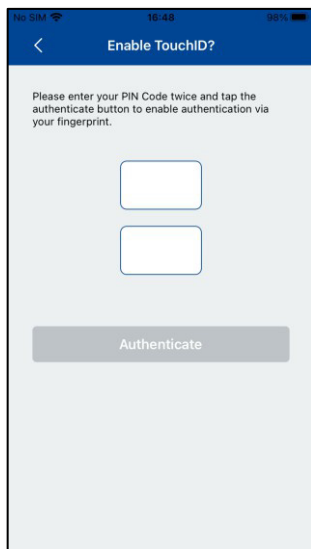 No SIM 16:48 98%
Enable TouchID?
Please enter your PIN Code twice and tap the
authenticate button to enable authentication via
your fingerprint.
Authenticate